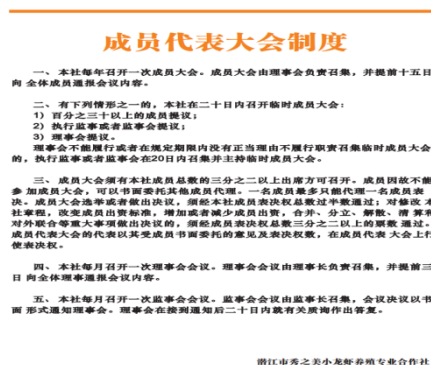 成员代表大会制度
一、 本社每年召开一次成员大会。成员大会由理事会负责召集，并提前十五日
向 全体成员通报会议内容。
二、 有下列情形之一的，本社在二十日内召开临时成员大会：
1) 百分之三十以上的成员提议；
2) 执行监事或者监事会提议；
3) 理事会提议。
理事会不能履行或者在规定期限内没有正当理由不履行职责召集临时成员大会
的，执行监事或者监事会在20日内召集并主持临时成员大会。
三、 成员大会须有本社成员总数的三分之二以上出席方可召开。成员因故不能
参 加成员大会，可以书面委托其他成员代理。一名成员最多只能代理一名成员表
决。成员大会选举或者做出决议，须经本社成员表决权总数过半数通过；对修改 本
社章程，改变成员出资标准，增加或者减少成员出资，合并、分立、解散、清 算和
对外联合等重大事项做出决议的，须经成员表决权总数三分之二以上的票数 通过。
成员代表大会的代表以其受成员书面委托的意见及表决权数，在成员代表 大会上行
使表决权。
四、 本社每月召开一次理事会会议。理事会会议由理事长负责召集，并提前三
日 向全体理事通报会议内容。
五、 本社每月召开一次监事会会议。监事会会议由监事长召集，会议决议以书
面 形式通知理事会。理事会在接到通知后二十日内就有关质询作出答复。
潜江市秀之美小龙虾养殖专业合作社